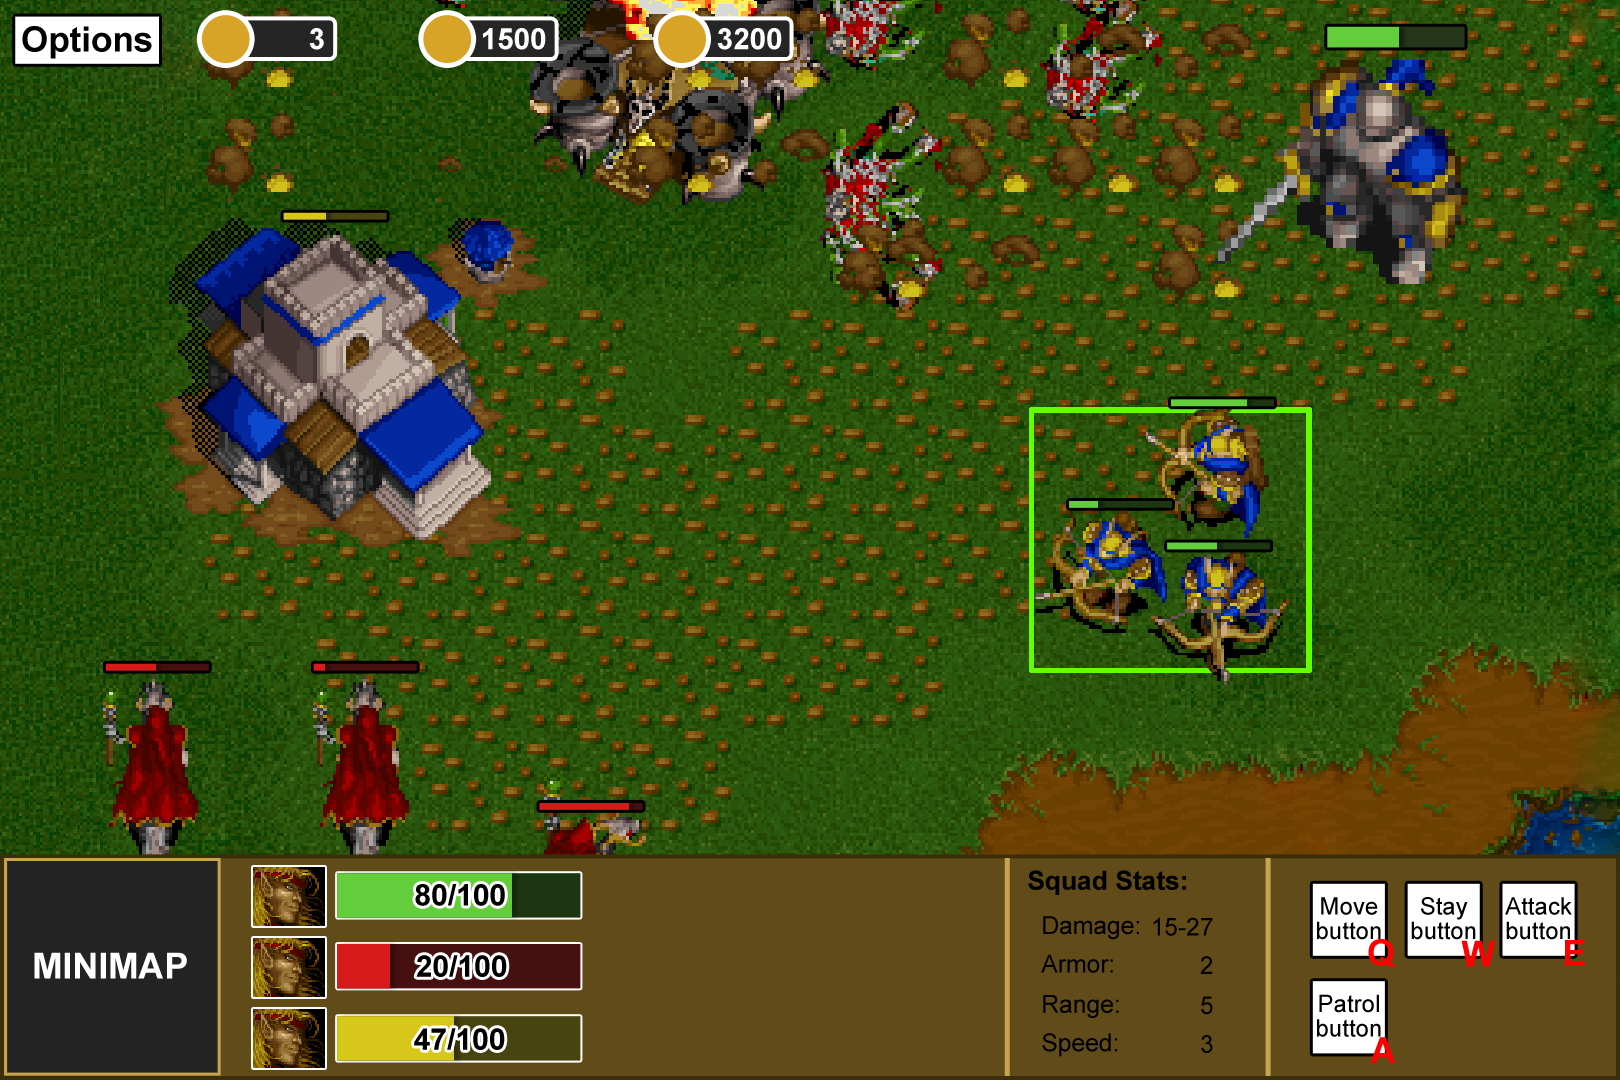 Options
3
1500
3200
MINIMAP
80/100
20/100
47/100
Squad Stats:
Damage: 15-27
Armor: 2
Range: 5
Speed: 3
Move button Q
Stay button W
Attack button E
Patrol button A